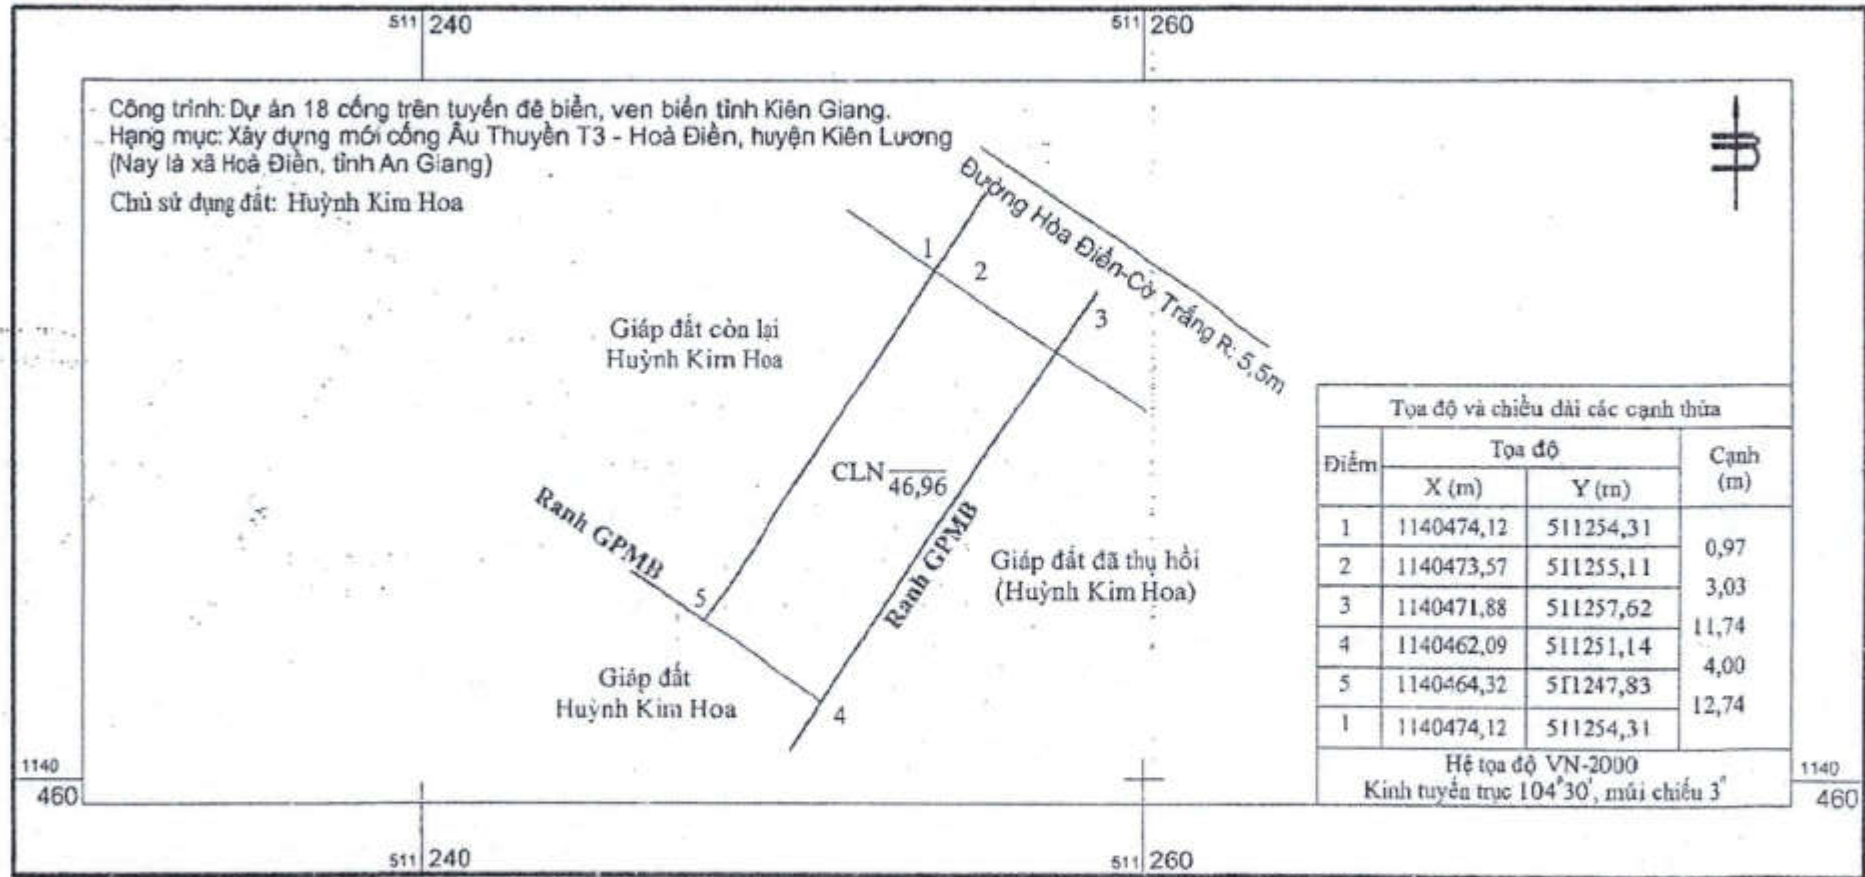 511 240
511 260
Công trình: Dự án 18 cống trên tuyến đê biển, ven biển tỉnh Kiên Giang.
Hạng mục: Xây dựng mới cống Âu Thuyền T3 - Hoà Điền, huyện Kiên Lương
(Nay là xã Hoà Điền, tỉnh An Giang)
Chủ sử dụng đất: Huỳnh Kim Hoa
B
Đường Hòa Điền-Cờ Trắng R: 5,5m
1
2
3
Giáp đất còn lại
Huỳnh Kim Hoa
CLN 46,96
Ranh GPMB
Ranh GPMB
Giáp đất đã thu hồi
(Huỳnh Kim Hoa)
5
Giáp đất
Huỳnh Kim Hoa
4
Tọa độ và chiều dài các cạnh thửa
Điểm Tọa độ Cạnh (m)
X (m) Y (m)
1 1140474,12 511254,31
0,97
2 1140473,57 511255,11
3,03
3 1140471,88 511257,62
11,74
4 1140462,09 511251,14
4,00
5 1140464,32 511247,83
12,74
1 1140474,12 511254,31
Hệ tọa độ VN-2000
Kinh tuyến trục 104°30', múi chiếu 3°
1140
460
1140
460
511 240
511 260